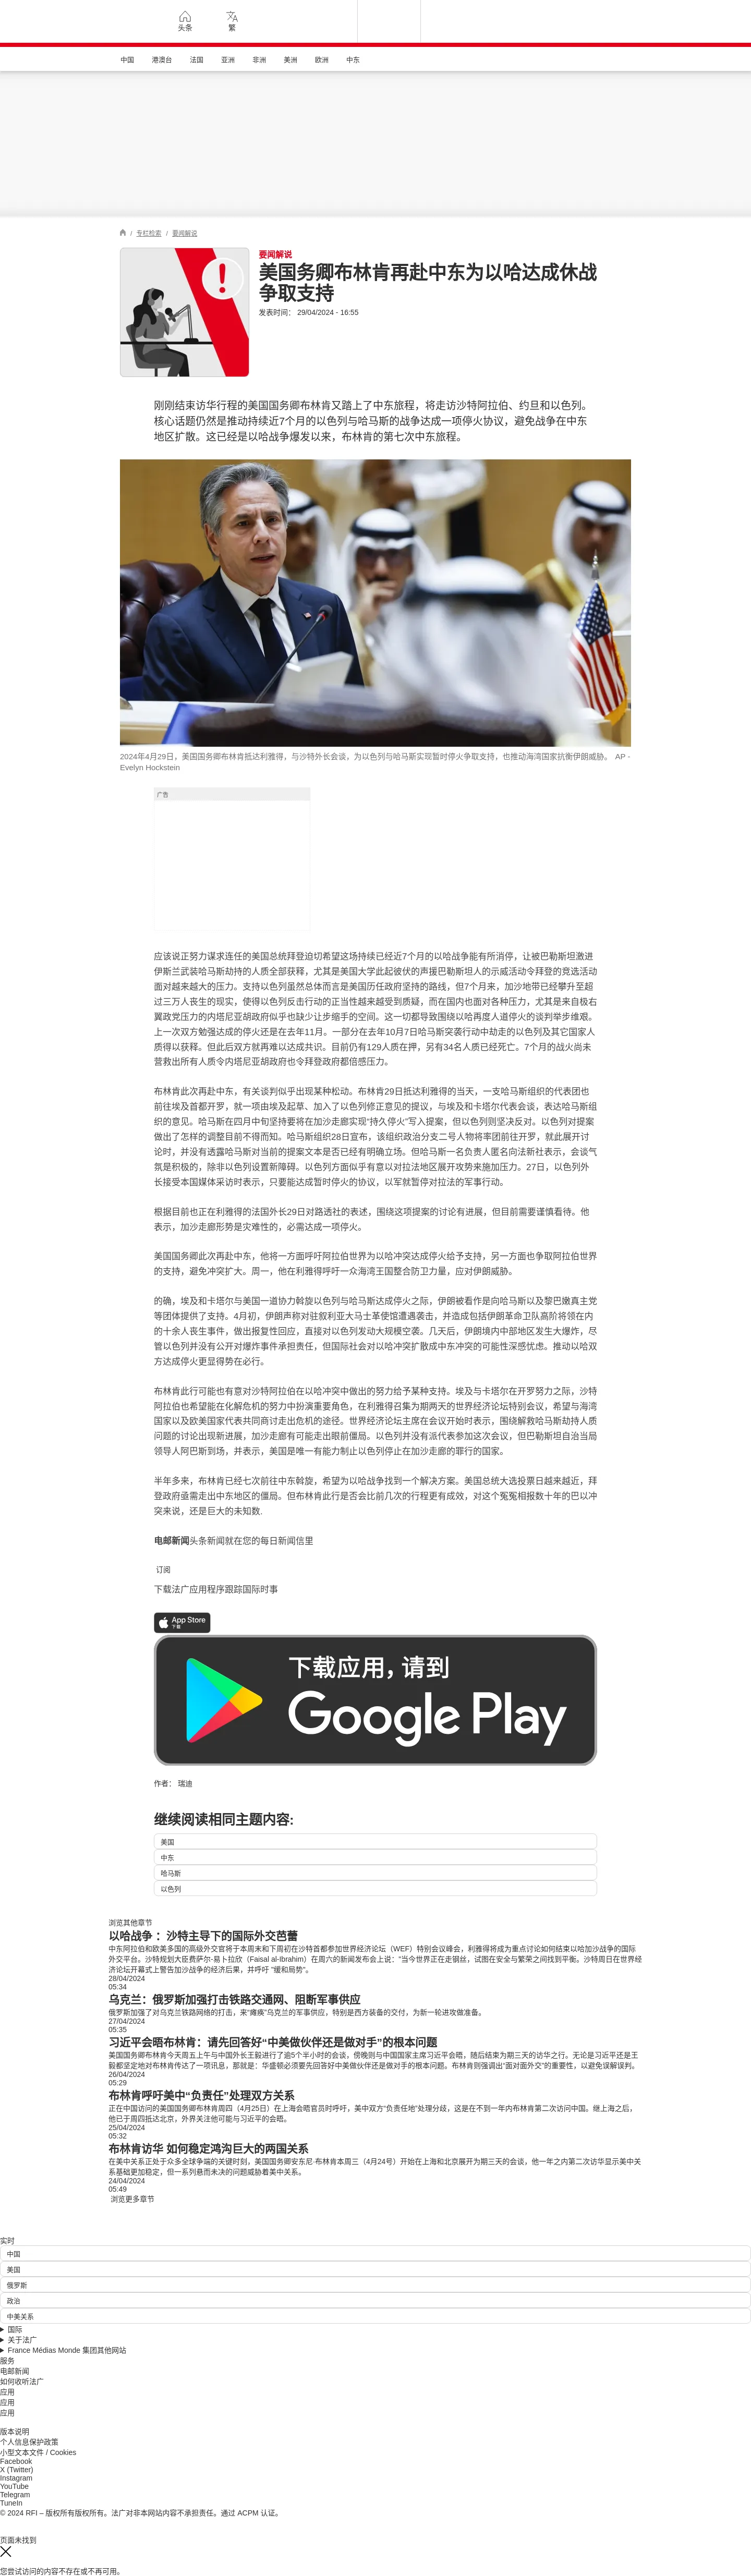 头条
繁
中国 港澳台 法国 亚洲 非洲 美洲 欧洲 中东
/ 专栏检索 / 要闻解说
要闻解说
美国务卿布林肯再赴中东为以哈达成休战
争取支持
发表时间： 29/04/2024 - 16:55
刚刚结束访华行程的美国国务卿布林肯又踏上了中东旅程，将走访沙特阿拉伯、约旦和以色列。
核心话题仍然是推动持续近7个月的以色列与哈马斯的战争达成一项停火协议，避免战争在中东
地区扩散。这已经是以哈战争爆发以来，布林肯的第七次中东旅程。
2024年4月29日，美国国务卿布林肯抵达利雅得，与沙特外长会谈，为以色列与哈马斯实现暂时停火争取支持，也推动海湾国家抗衡伊朗威胁。 AP -
Evelyn Hockstein
广告
应该说正努力谋求连任的美国总统拜登迫切希望这场持续已经近7个月的以哈战争能有所消停，让被巴勒斯坦激进
伊斯兰武装哈马斯劫持的人质全部获释，尤其是美国大学此起彼伏的声援巴勒斯坦人的示威活动令拜登的竞选活动
面对越来越大的压力。支持以色列虽然总体而言是美国历任政府坚持的路线，但7个月来，加沙地带已经攀升至超
过三万人丧生的现实，使得以色列反击行动的正当性越来越受到质疑，而在国内也面对各种压力，尤其是来自极右
翼政党压力的内塔尼亚胡政府似乎也缺少让步缩手的空间。这一切都导致围绕以哈再度人道停火的谈判举步维艰。
上一次双方勉强达成的停火还是在去年11月。一部分在去年10月7日哈马斯突袭行动中劫走的以色列及其它国家人
质得以获释。但此后双方就再难以达成共识。目前仍有129人质在押，另有34名人质已经死亡。7个月的战火尚未
营救出所有人质令内塔尼亚胡政府也令拜登政府都倍感压力。
布林肯此次再赴中东，有关谈判似乎出现某种松动。布林肯29日抵达利雅得的当天，一支哈马斯组织的代表团也
前往埃及首都开罗，就一项由埃及起草、加入了以色列修正意见的提议，与埃及和卡塔尔代表会谈，表达哈马斯组
织的意见。哈马斯在四月中旬坚持要将在加沙走廊实现“持久停火”写入提案，但以色列则坚决反对。以色列对提案
做出了怎样的调整目前不得而知。哈马斯组织28日宣布，该组织政治分支二号人物将率团前往开罗，就此展开讨
论时，并没有透露哈马斯对当前的提案文本是否已经有明确立场。但哈马斯一名负责人匿名向法新社表示，会谈气
氛是积极的，除非以色列设置新障碍。以色列方面似乎有意以对拉法地区展开攻势来施加压力。27日，以色列外
长接受本国媒体采访时表示，只要能达成暂时停火的协议，以军就暂停对拉法的军事行动。
根据目前也正在利雅得的法国外长29日对路透社的表述，围绕这项提案的讨论有进展，但目前需要谨慎看待。他
表示，加沙走廊形势是灾难性的，必需达成一项停火。
美国国务卿此次再赴中东，他将一方面呼吁阿拉伯世界为以哈冲突达成停火给予支持，另一方面也争取阿拉伯世界
的支持，避免冲突扩大。周一，他在利雅得呼吁一众海湾王国整合防卫力量，应对伊朗威胁。
的确，埃及和卡塔尔与美国一道协力斡旋以色列与哈马斯达成停火之际，伊朗被看作是向哈马斯以及黎巴嫩真主党
等团体提供了支持。4月初，伊朗声称对驻叙利亚大马士革使馆遭遇袭击，并造成包括伊朗革命卫队高阶将领在内
的十余人丧生事件，做出报复性回应，直接对以色列发动大规模空袭。几天后，伊朗境内中部地区发生大爆炸，尽
管以色列并没有公开对爆炸事件承担责任，但国际社会对以哈冲突扩散成中东冲突的可能性深感忧虑。推动以哈双
方达成停火更显得势在必行。
布林肯此行可能也有意对沙特阿拉伯在以哈冲突中做出的努力给予某种支持。埃及与卡塔尔在开罗努力之际，沙特
阿拉伯也希望能在化解危机的努力中扮演重要角色，在利雅得召集为期两天的世界经济论坛特别会议，希望与海湾
国家以及欧美国家代表共同商讨走出危机的途径。世界经济论坛主席在会议开始时表示，围绕解救哈马斯劫持人质
问题的讨论出现新进展，加沙走廊有可能走出眼前僵局。以色列并没有派代表参加这次会议，但巴勒斯坦自治当局
领导人阿巴斯到场，并表示，美国是唯一有能力制止以色列停止在加沙走廊的罪行的国家。
半年多来，布林肯已经七次前往中东斡旋，希望为以哈战争找到一个解决方案。美国总统大选投票日越来越近，拜
登政府亟需走出中东地区的僵局。但布林肯此行是否会比前几次的行程更有成效，对这个冤冤相报数十年的巴以冲
突来说，还是巨大的未知数.
电邮新闻头条新闻就在您的每日新闻信里
订阅
下载法广应用程序跟踪国际时事
App Store
下载
下载应用，请到
Google Play
作者： 瑞迪
继续阅读相同主题内容:
美国
中东
哈马斯
以色列
浏览其他章节
以哈战争： 沙特主导下的国际外交芭蕾
中东阿拉伯和欧美多国的高级外交官将于本周末和下周初在沙特首都参加世界经济论坛（WEF）特别会议峰会，利雅得将成为重点讨论如何结束以哈加沙战争的国际
外交平台。沙特规划大臣费萨尔·易卜拉欣（Faisal al-Ibrahim）在周六的新闻发布会上说：“当今世界正在走钢丝，试图在安全与繁荣之间找到平衡。沙特周日在世界经
济论坛开幕式上警告加沙战争的经济后果，并呼吁 "缓和局势"。
28/04/2024
05:34
乌克兰：俄罗斯加强打击铁路交通网、阻断军事供应
俄罗斯加强了对乌克兰铁路网络的打击，来“瘫痪”乌克兰的军事供应，特别是西方装备的交付，为新一轮进攻做准备。
27/04/2024
05:35
习近平会晤布林肯：请先回答好“中美做伙伴还是做对手”的根本问题
美国国务卿布林肯今天周五上午与中国外长王毅进行了逾5个半小时的会谈，傍晚则与中国国家主席习近平会晤，随后结束为期三天的访华之行。无论是习近平还是王
毅都坚定地对布林肯传达了一项讯息，那就是：华盛顿必须要先回答好中美做伙伴还是做对手的根本问题。布林肯则强调出“面对面外交”的重要性，以避免误解误判。
26/04/2024
05:29
布林肯呼吁美中“负责任”处理双方关系
正在中国访问的美国国务卿布林肯周四（4月25日）在上海会晤官员时呼吁，美中双方“负责任地”处理分歧，这是在不到一年内布林肯第二次访问中国。继上海之后，
他已于周四抵达北京，外界关注他可能与习近平的会晤。
25/04/2024
05:32
布林肯访华 如何稳定鸿沟巨大的两国关系
在美中关系正处于众多全球争端的关键时刻，美国国务卿安东尼·布林肯本周三（4月24号）开始在上海和北京展开为期三天的会谈，他一年之内第二次访华显示美中关
系基础更加稳定，但一系列悬而未决的问题威胁着美中关系。
24/04/2024
05:49
浏览更多章节
实时
中国
美国
俄罗斯
政治
中美关系
国际
关于法广
France Médias Monde 集团其他网站
服务
电邮新闻
如何收听法广
应用
应用
应用
版本说明
个人信息保护政策
小型文本文件 / Cookies
Facebook
X (Twitter)
Instagram
YouTube
Telegram
TuneIn
© 2024 RFI – 版权所有版权所有。法广对非本网站内容不承担责任。通过 ACPM 认证。
页面未找到
您尝试访问的内容不存在或不再可用。